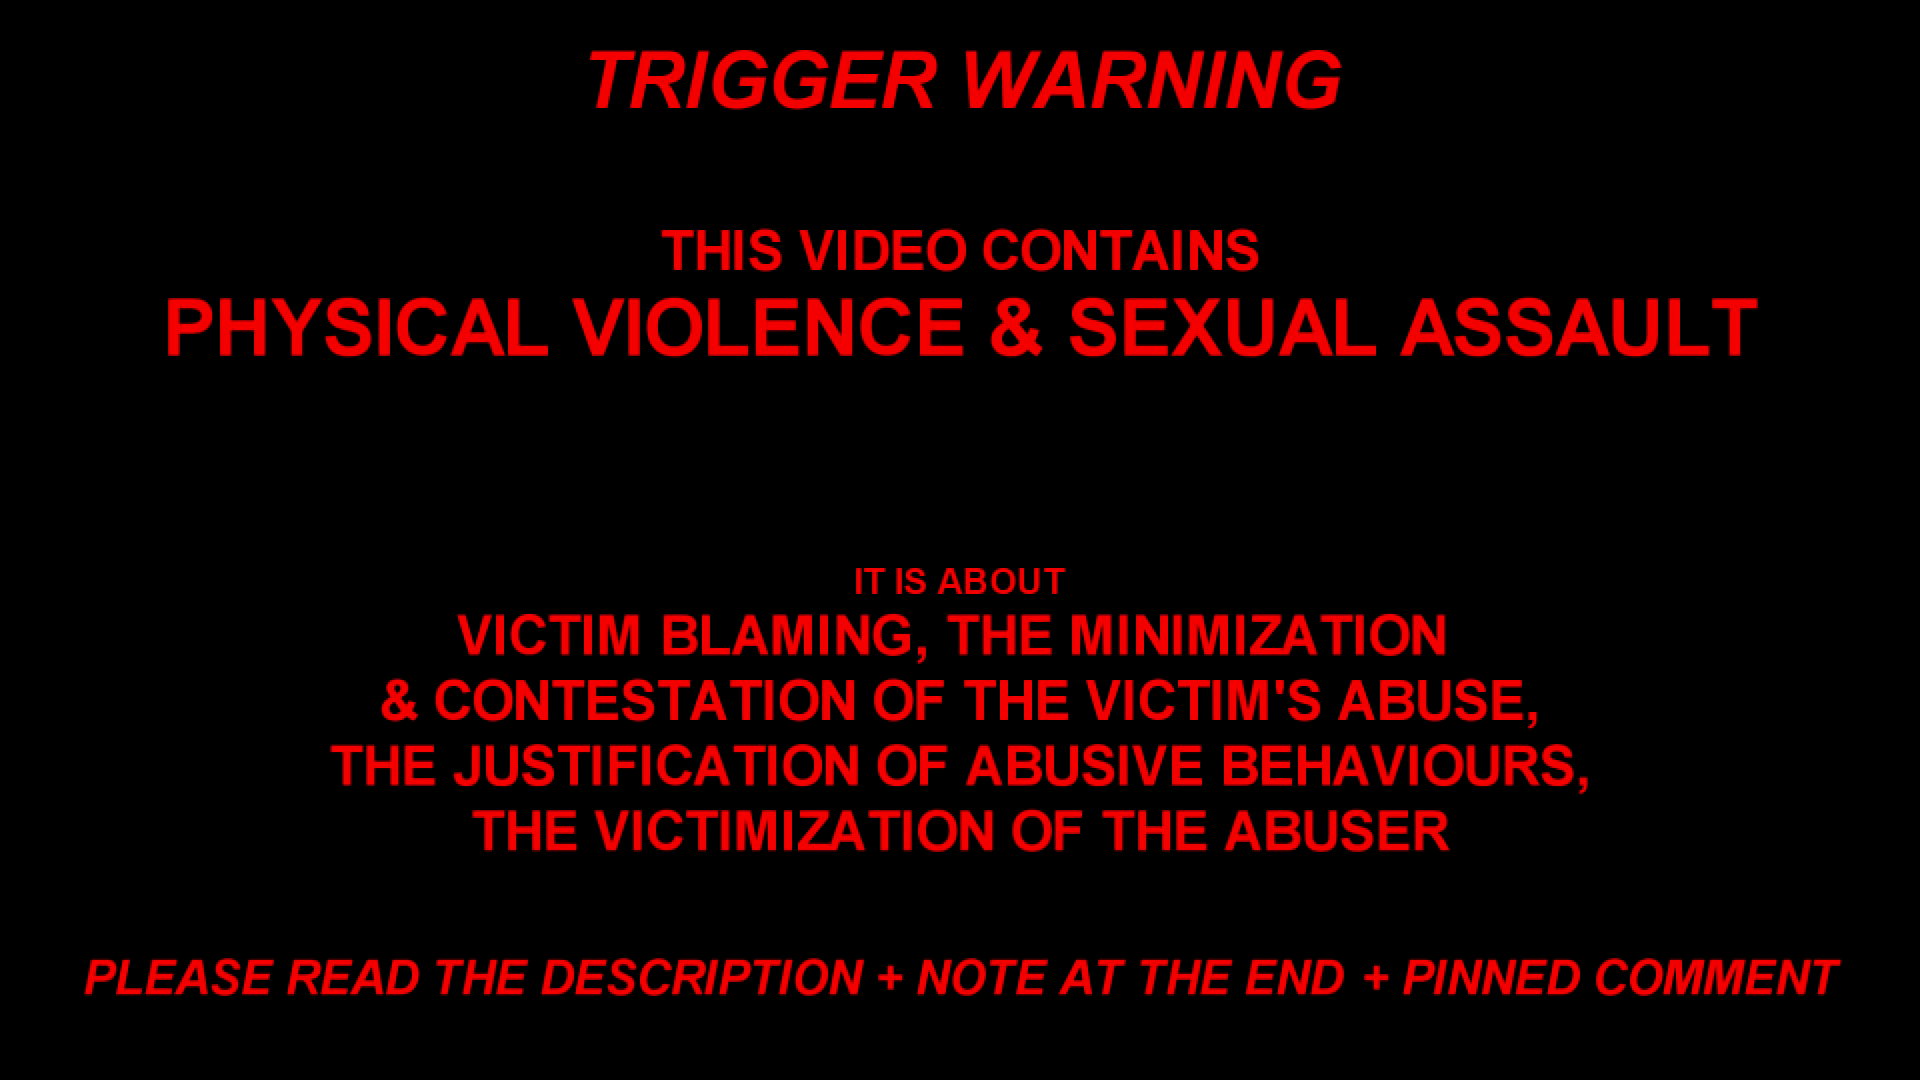 TRIGGER WARNING
THIS VIDEO CONTAINS
PHYSICAL VIOLENCE & SEXUAL ASSAULT
IT IS ABOUT
VICTIM BLAMING, THE MINIMIZATION
& CONTESTATION OF THE VICTIM'S ABUSE,
THE JUSTIFICATION OF ABUSIVE BEHAVIOURS,
THE VICTIMIZATION OF THE ABUSER
PLEASE READ THE DESCRIPTION + NOTE AT THE END + PINNED COMMENT